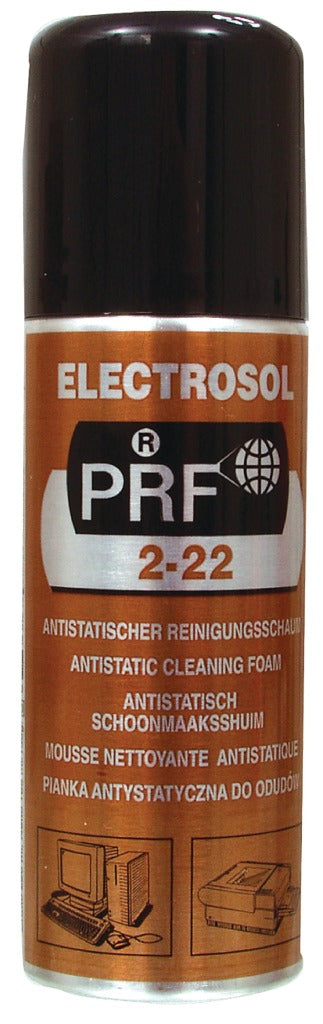 ELECTROSOL
®
PRF
2-22
ANTISTATISCHER REINIGUNGSSCHAUM
ANTISTATIC CLEANING FOAM
ANTISTATISCH
SCHOONMAAKSSHUIM
MOUSSE NETTOYANTE ANTISTATIQUE
PIANKA ANTYSTATYCZNA DO ODUDÓW